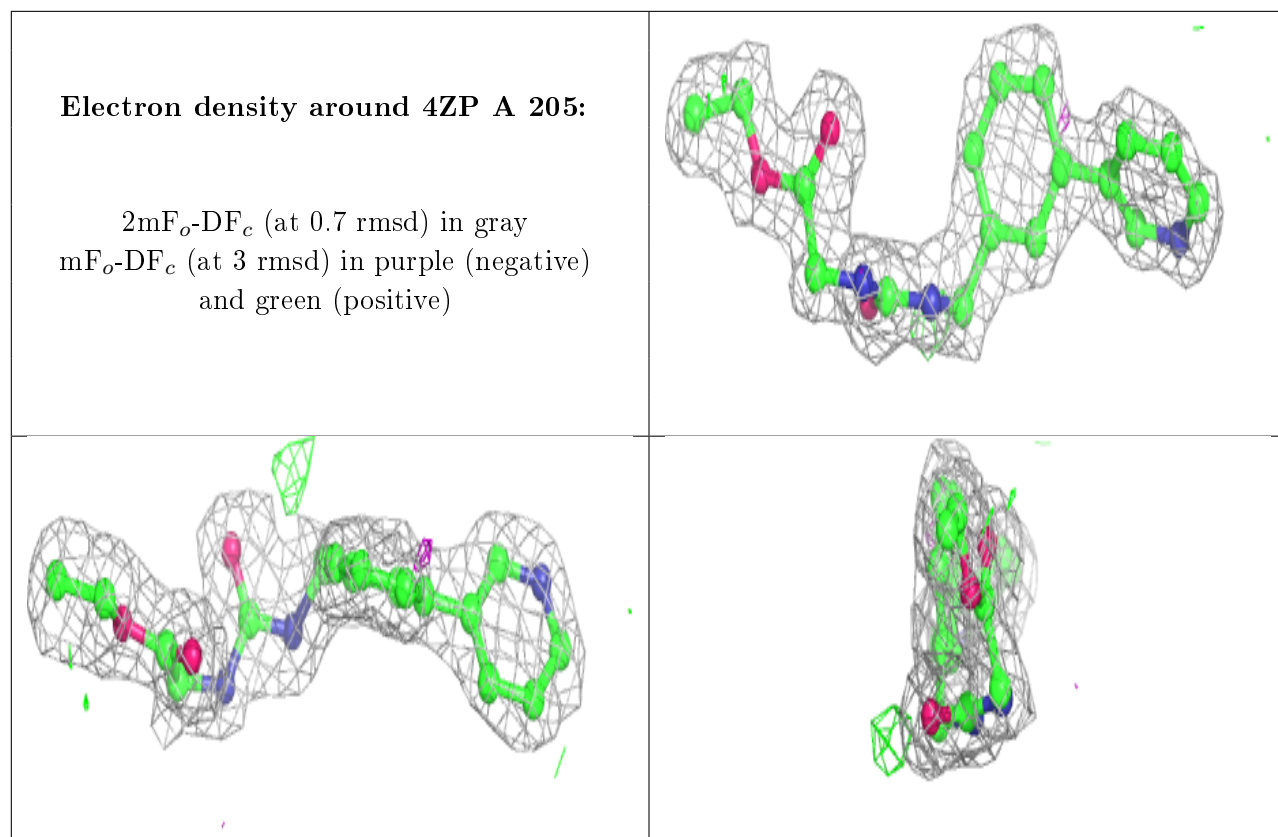 Electron density around 4ZP A 205:
2mFₒ-DF𝒸 (at 0.7 rmsd) in gray
mFₒ-DF𝒸 (at 3 rmsd) in purple (negative)
and green (positive)